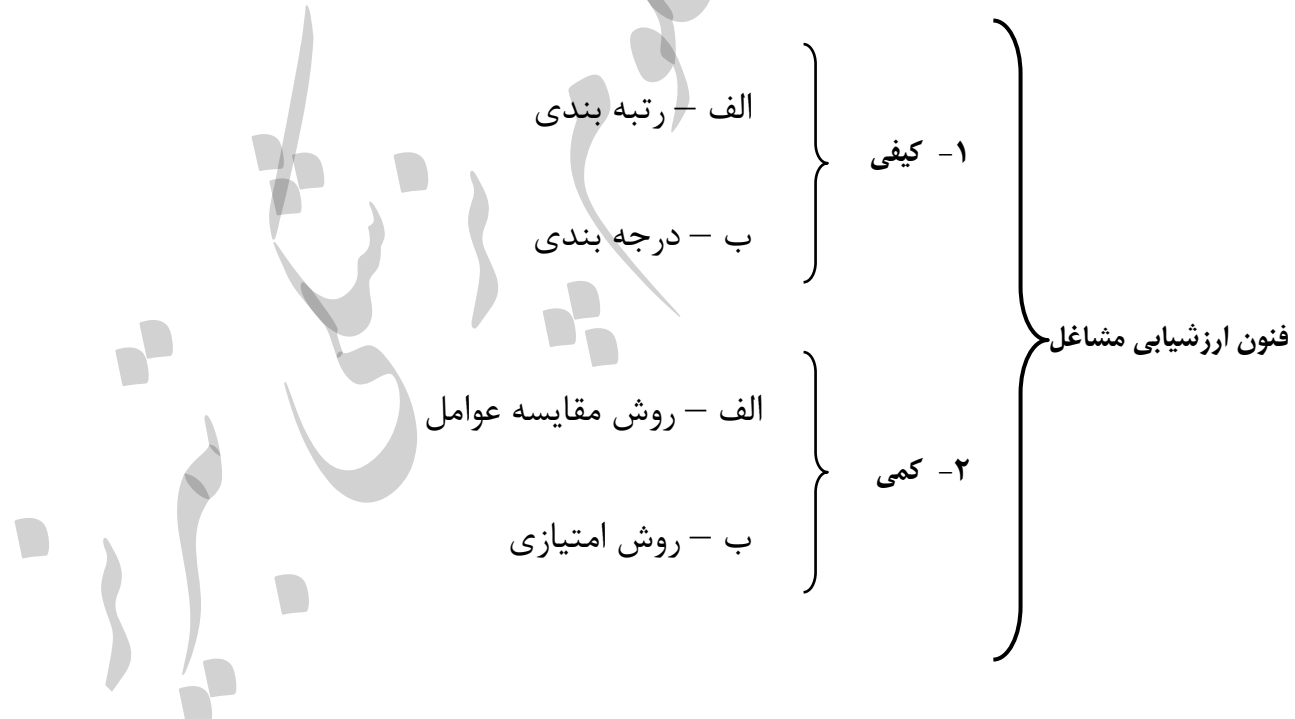 فنون ارزشیابی مشاغل
۱- کیفی
الف – رتبه بندی
ب – درجه بندی
۲- کمی
الف – روش مقایسه عوامل
ب – روش امتیازی